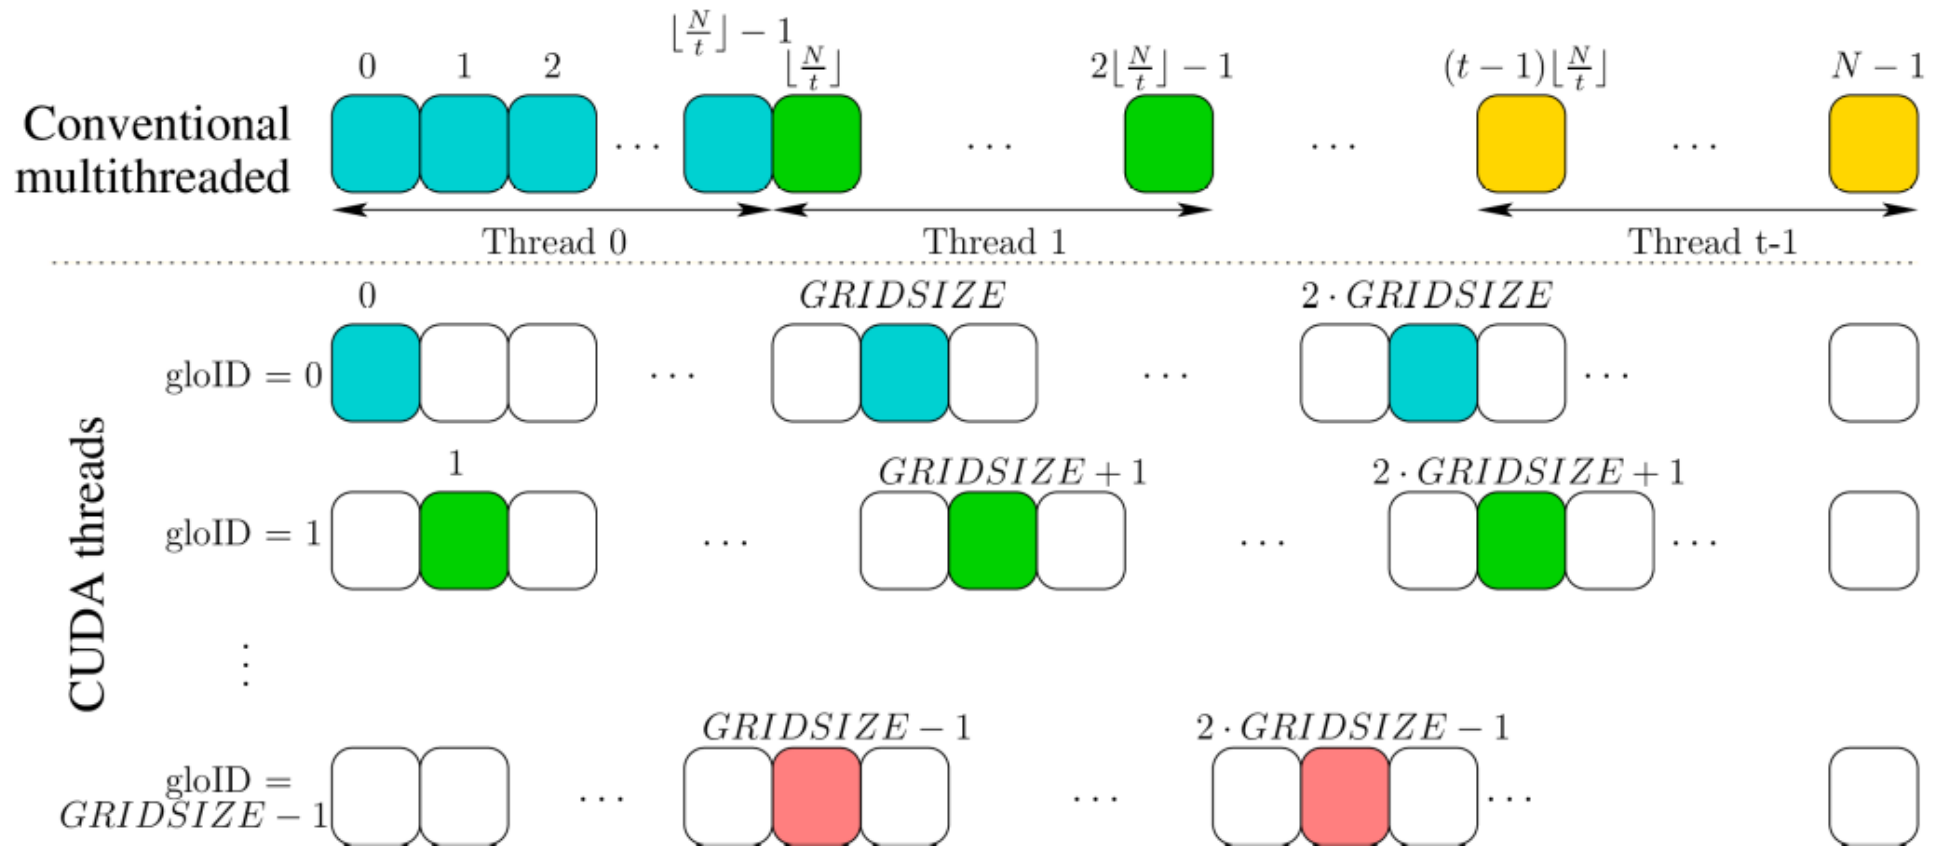 ⌊N/t⌋ − 1
0 1 2 ⌊N/t⌋ 2⌊N/t⌋ − 1 (t − 1)⌊N/t⌋ N − 1
Conventional
multithreaded
... ... ... ...
Thread 0 Thread 1 Thread t-1
0 GRIDSIZE 2 · GRIDSIZE
gloID = 0 ... ... ...
1 GRIDSIZE + 1 2 · GRIDSIZE + 1
gloID = 1 ... ... ...
CUDA threads
⋮
GRIDSIZE − 1 2 · GRIDSIZE − 1
gloID =
GRIDSIZE − 1 ... ... ...